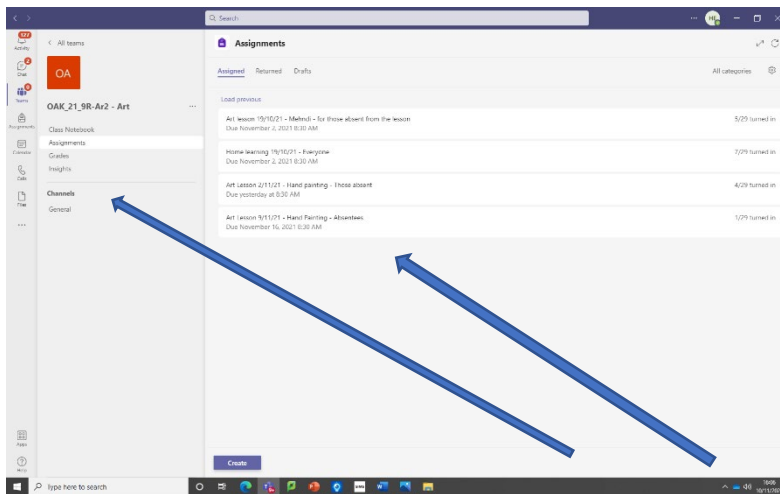 Search
HE
127
Activity
Chat
Teams
Assignments
Calendar
Calls
Files
Apps
Help
All teams
OA
OAK_21_9R-Ar2 - Art
Class Notebook
Assignments
Grades
Insights
Channels
General
Assignments
Assigned Returned Drafts
All categories
Load previous
Art lesson 19/10/21 - Mehndi - for those absent from the lesson
5/29 turned in
Due November 2, 2021 8:30 AM
Home learning 19/10/21 - Everyone
7/29 turned in
Due November 2, 2021 8:30 AM
Art Lesson 2/11/21 - Hand painting - Those absent
4/29 turned in
Due yesterday at 8:30 AM
Art Lesson 9/11/21 - Hand Painting - Absentees
1/29 turned in
Due November 16, 2021 8:30 AM
Create
Type here to search